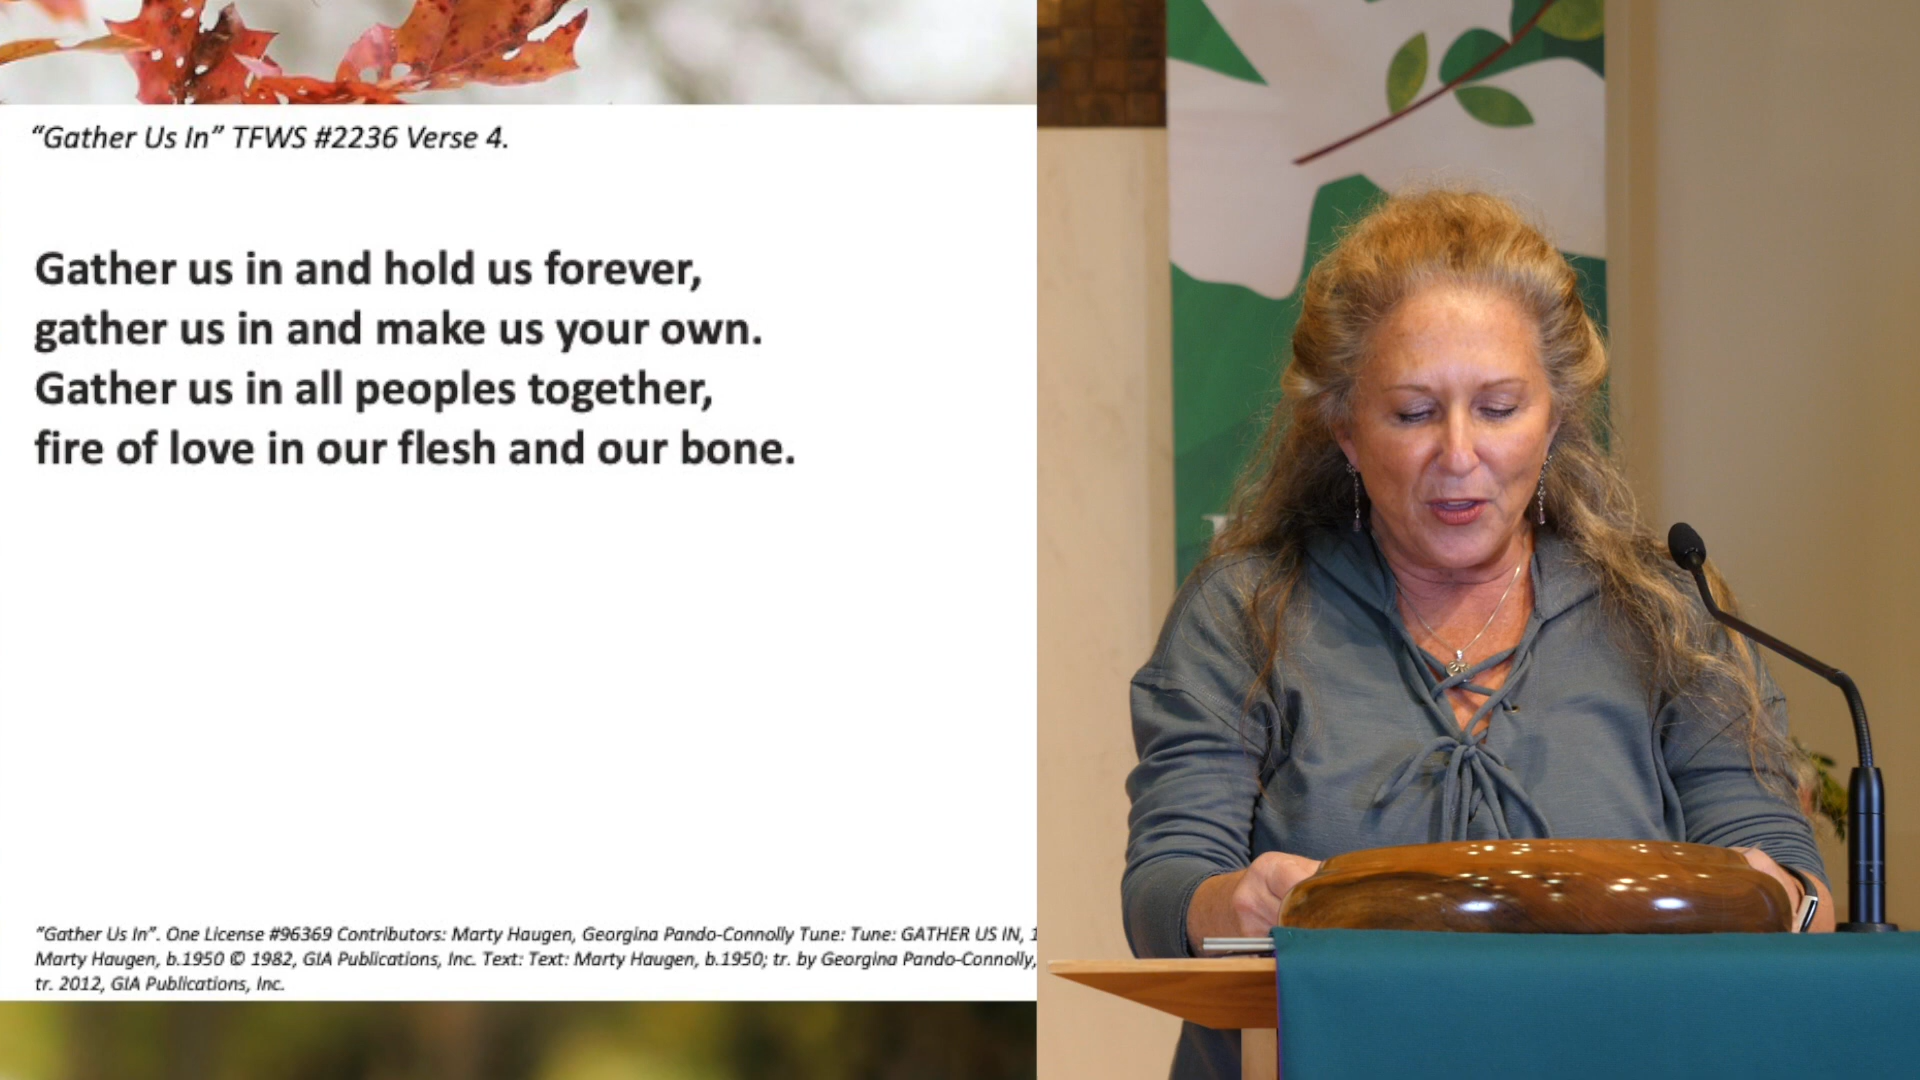 “Gather Us In” TFWS #2236 Verse 4.
Gather us in and hold us forever,
gather us in and make us your own.
Gather us in all peoples together,
fire of love in our flesh and our bone.
“Gather Us In”. One License #96369 Contributors: Marty Haugen, Georgina Pando-Connolly Tune: Tune: GATHER US IN, 1
Marty Haugen, b.1950 © 1982, GIA Publications, Inc. Text: Text: Marty Haugen, b.1950; tr. by Georgina Pando-Connolly,
tr. 2012, GIA Publications, Inc.